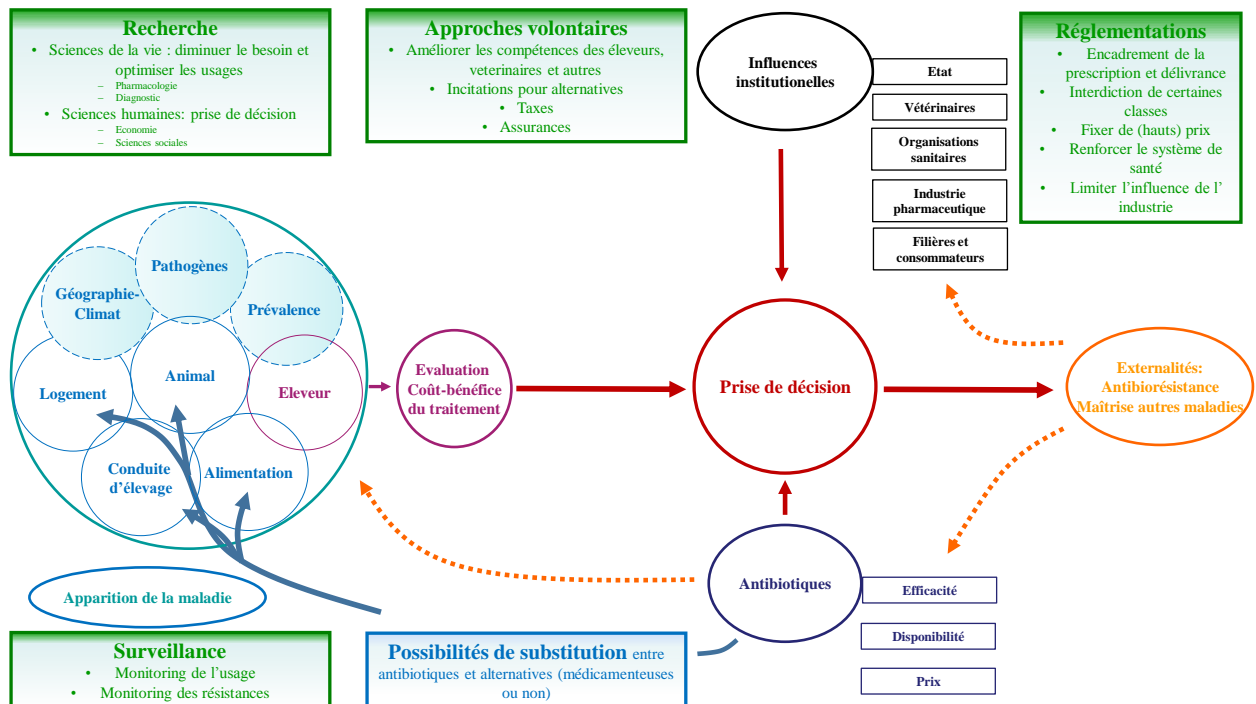 Recherche
• Sciences de la vie : diminuer le besoin et
optimiser les usages
– Pharmacologie
– Diagnostic
• Sciences humaines: prise de décision
– Economie
– Sciences sociales
Approches volontaires
• Améliorer les compétences des éleveurs,
veterinaires et autres
• Incitations pour alternatives
• Taxes
• Assurances
Influences
institutionelles
Etat
Vétérinaires
Organisations
sanitaires
Industrie
pharmaceutique
Filières et
consommateurs
Réglementations
• Encadrement de la
prescription et délivrance
• Interdiction de certaines
classes
• Fixer de (hauts) prix
• Renforcer le système de
santé
• Limiter l’influence de l’
industrie
Pathogènes
Géographie-
Climat
Prévalence
Logement
Animal
Eleveur
Conduite
d’élevage
Alimentation
Evaluation
Coût-bénéfice
du traitement
Prise de décision
Externalités:
Antibiorésistance
Maîtrise autres maladies
Apparition de la maladie
Antibiotiques
Efficacité
Disponibilité
Prix
Surveillance
• Monitoring de l’usage
• Monitoring des résistances
Possibilités de substitution entre
antibiotiques et alternatives (médicamenteuses
ou non)